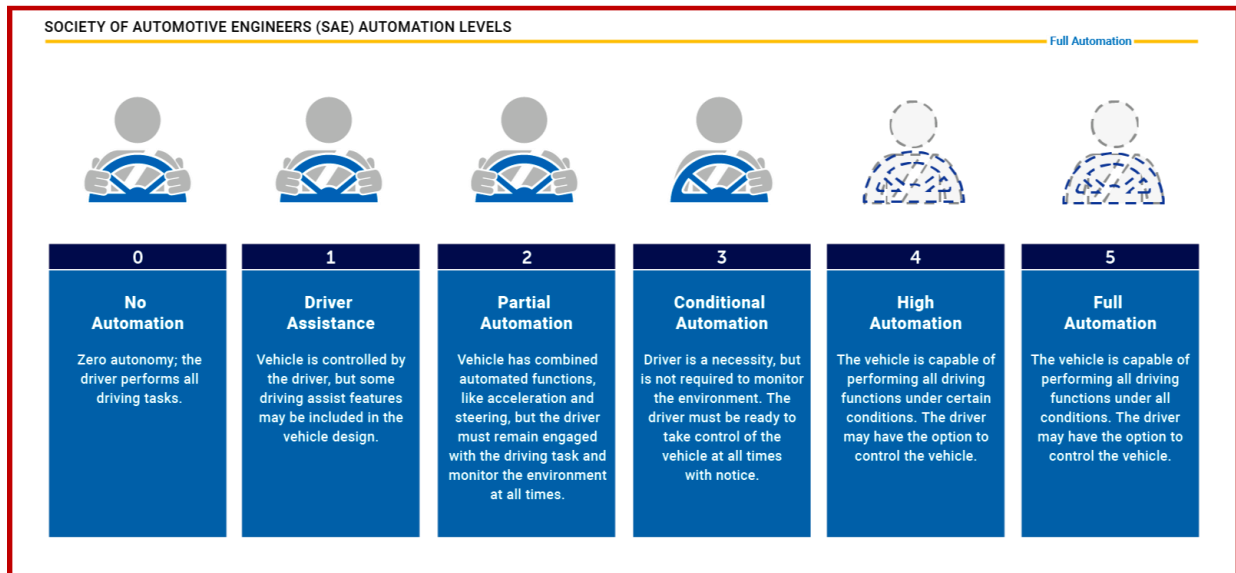 SOCIETY OF AUTOMOTIVE ENGINEERS (SAE) AUTOMATION LEVELS
Full Automation
0
No
Automation
Zero autonomy; the
driver performs all
driving tasks.
1
Driver
Assistance
Vehicle is controlled by
the driver, but some
driving assist features
may be included in the
vehicle design.
2
Partial
Automation
Vehicle has combined
automated functions,
like acceleration and
steering, but the driver
must remain engaged
with the driving task and
monitor the environment
at all times.
3
Conditional
Automation
Driver is a necessity, but
is not required to monitor
the environment. The
driver must be ready to
take control of the
vehicle at all times
with notice.
4
High
Automation
The vehicle is capable of
performing all driving
functions under certain
conditions. The driver
may have the option to
control the vehicle.
5
Full
Automation
The vehicle is capable of
performing all driving
functions under all
conditions. The driver
may have the option to
control the vehicle.